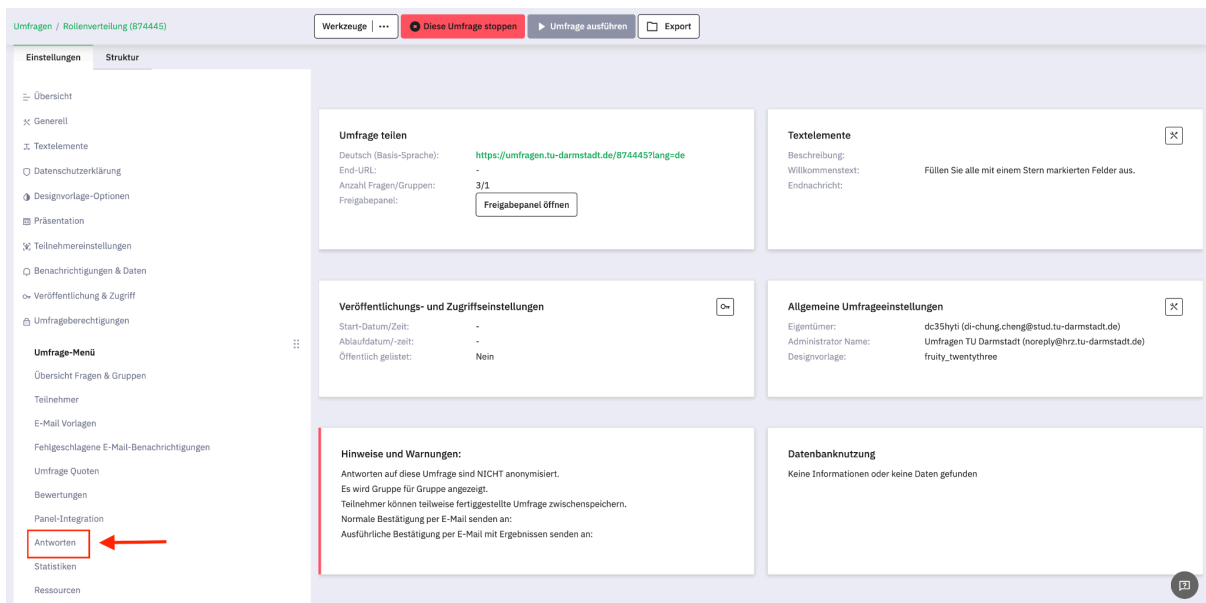 Umfragen / Rollenverteilung (874445)
Werkzeuge
Diese Umfrage stoppen
Umfrage ausführen
Export
Einstellungen
Struktur
Übersicht
Generell
Textelemente
Datenschutzerklärung
Designvorlage-Optionen
Präsentation
Teilnehmereinstellungen
Benachrichtigungen & Daten
Veröffentlichung & Zugriff
Umfrageberechtigungen
Umfrage-Menü
Übersicht Fragen & Gruppen
Teilnehmer
E-Mail Vorlagen
Fehlgeschlagene E-Mail-Benachrichtigungen
Umfrage Quoten
Bewertungen
Panel-Integration
Antworten
Statistiken
Ressourcen
Umfrage teilen
Deutsch (Basis-Sprache): https://umfragen.tu-darmstadt.de/874445?lang=de
End-URL: -
Anzahl Fragen/Gruppen: 3/1
Freigabepanel: Freigabepanel öffnen
Textelemente
Beschreibung:
Willkommenstext: Füllen Sie alle mit einem Stern markierten Felder aus.
Endnachricht:
Veröffentlichungs- und Zugriffseinstellungen
Start-Datum/Zeit: -
Ablaufdatum/-zeit: -
Öffentlich gelistet: Nein
Allgemeine Umfrageeinstellungen
Eigentümer: dc35hyti (di-chung.cheng@stud.tu-darmstadt.de)
Administrator Name: Umfragen TU Darmstadt (noreply@hrz.tu-darmstadt.de)
Designvorlage: fruity_twentythree
Hinweise und Warnungen:
Antworten auf diese Umfrage sind NICHT anonymisiert.
Es wird Gruppe für Gruppe angezeigt.
Teilnehmer können teilweise fertiggestellte Umfrage zwischenspeichern.
Normale Bestätigung per E-Mail senden an:
Ausführliche Bestätigung per E-Mail mit Ergebnissen senden an:
Datenbanknutzung
Keine Informationen oder keine Daten gefunden